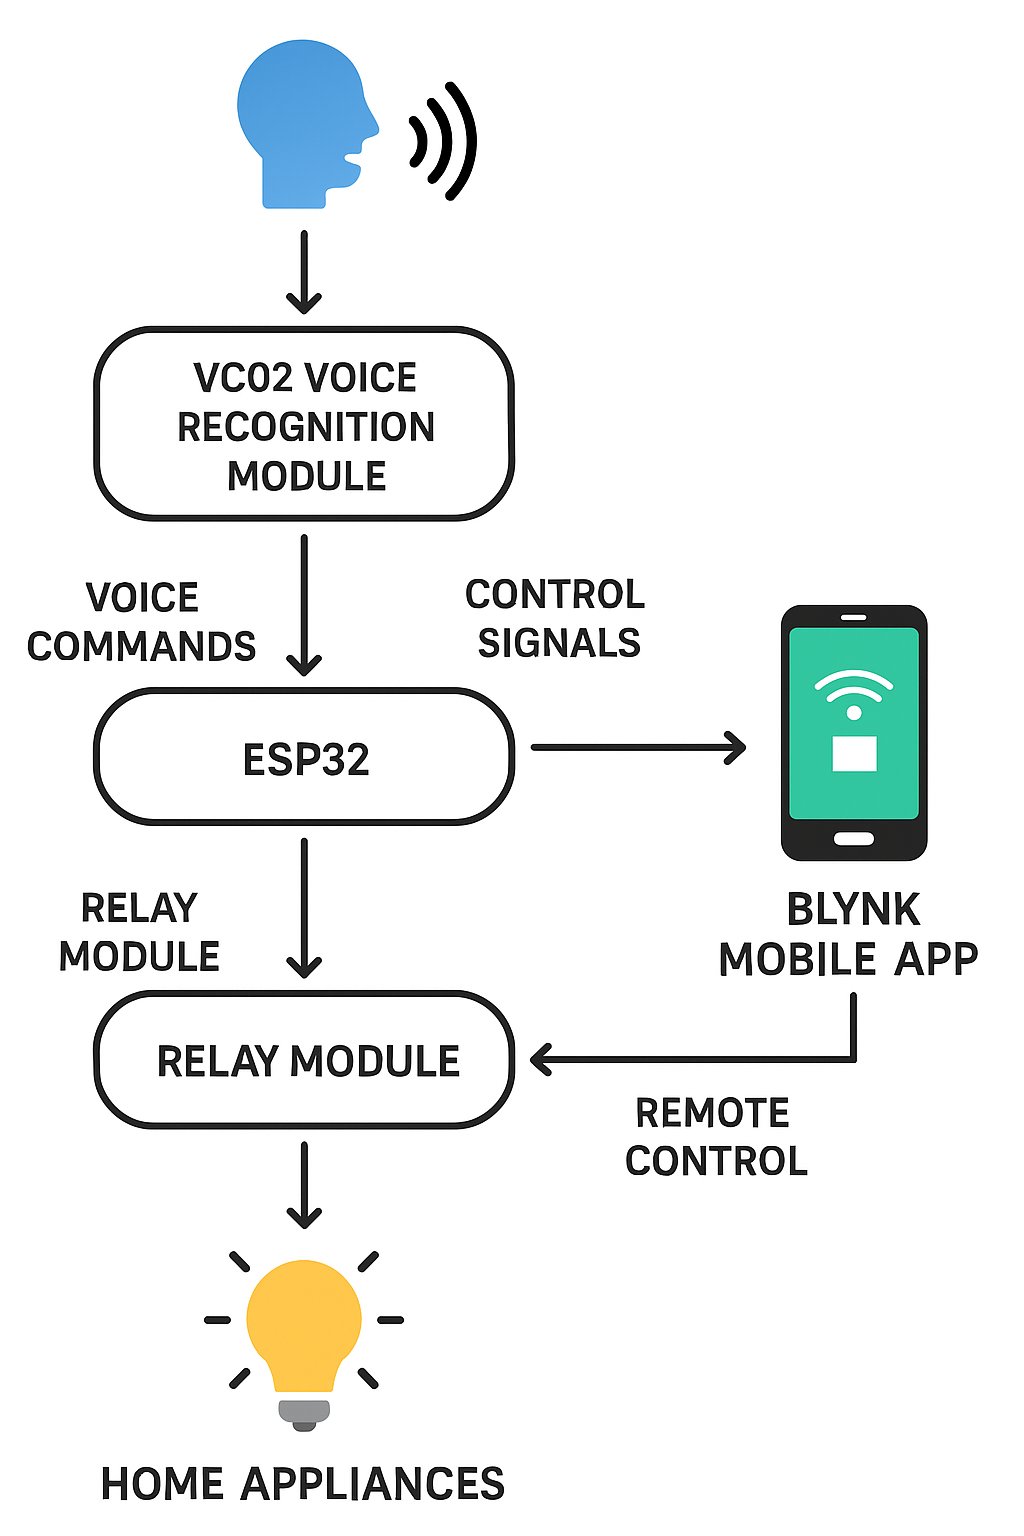 VC02 VOICE
RECOGNITION
MODULE
VOICE
COMMANDS
CONTROL
SIGNALS
ESP32
BLYNK
MOBILE APP
RELAY
MODULE
RELAY MODULE
REMOTE
CONTROL
HOME APPLIANCES